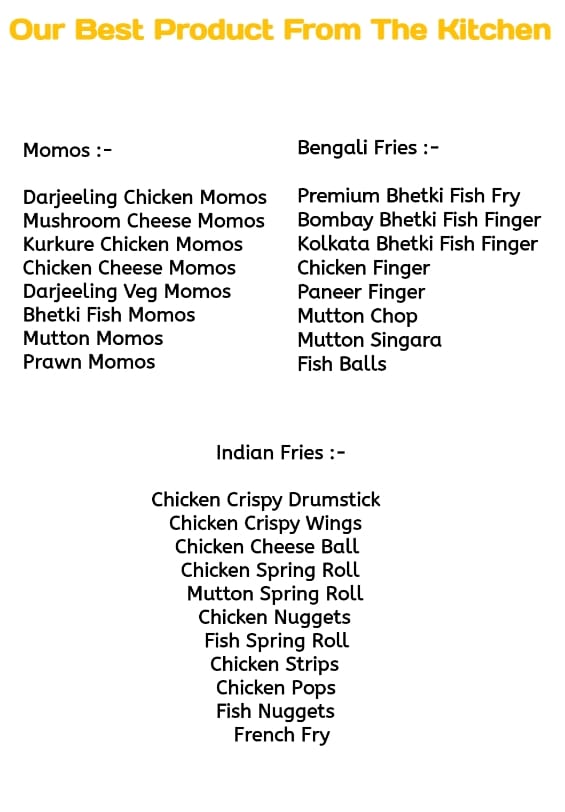 Our Best Product From The Kitchen
Momos :-
Darjeeling Chicken Momos
Mushroom Cheese Momos
Kurkure Chicken Momos
Chicken Cheese Momos
Darjeeling Veg Momos
Bhetki Fish Momos
Mutton Momos
Prawn Momos
Bengali Fries :-
Premium Bhetki Fish Fry
Bombay Bhetki Fish Finger
Kolkata Bhetki Fish Finger
Chicken Finger
Paneer Finger
Mutton Chop
Mutton Singara
Fish Balls
Indian Fries :-
Chicken Crispy Drumstick
Chicken Crispy Wings
Chicken Cheese Ball
Chicken Spring Roll
Mutton Spring Roll
Chicken Nuggets
Fish Spring Roll
Chicken Strips
Chicken Pops
Fish Nuggets
French Fry